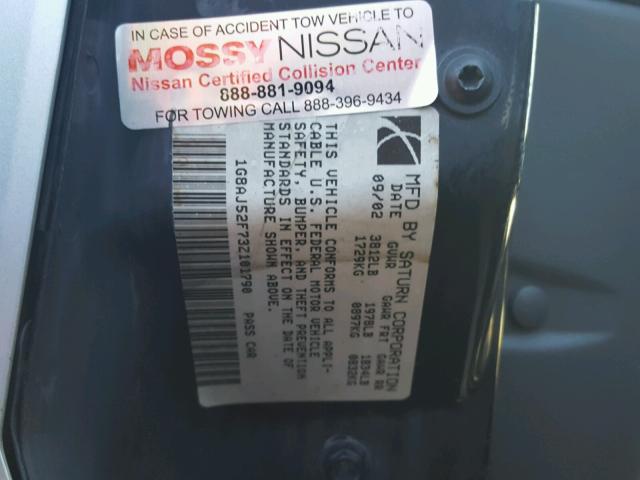 IN CASE OF ACCIDENT TOW VEHICLE TO
MOSSY NISSAN
Nissan Certified Collision Center
888-881-9094
FOR TOWING CALL 888-396-9434
MFD BY SATURN CORPORATION
DATE GVWR GAWR FRT GAWR RR
09/02 3812LB 1978LB 1834LB
1729KG 0897KG 0832KG
THIS VEHICLE CONFORMS TO ALL APPLI-
CABLE U.S. FEDERAL MOTOR VEHICLE
SAFETY, BUMPER, AND THEFT PREVENTION
STANDARDS IN EFFECT ON THE DATE OF
MANUFACTURE SHOWN ABOVE.
1G8AJ52F73Z101790 PASS CAR